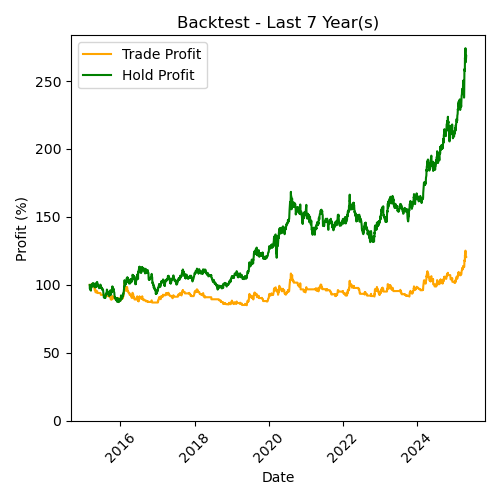 Backtest - Last 7 Year(s)
Trade Profit
Hold Profit
Profit (%)
250
200
150
100
50
0
2016
2018
2020
2022
2024
Date